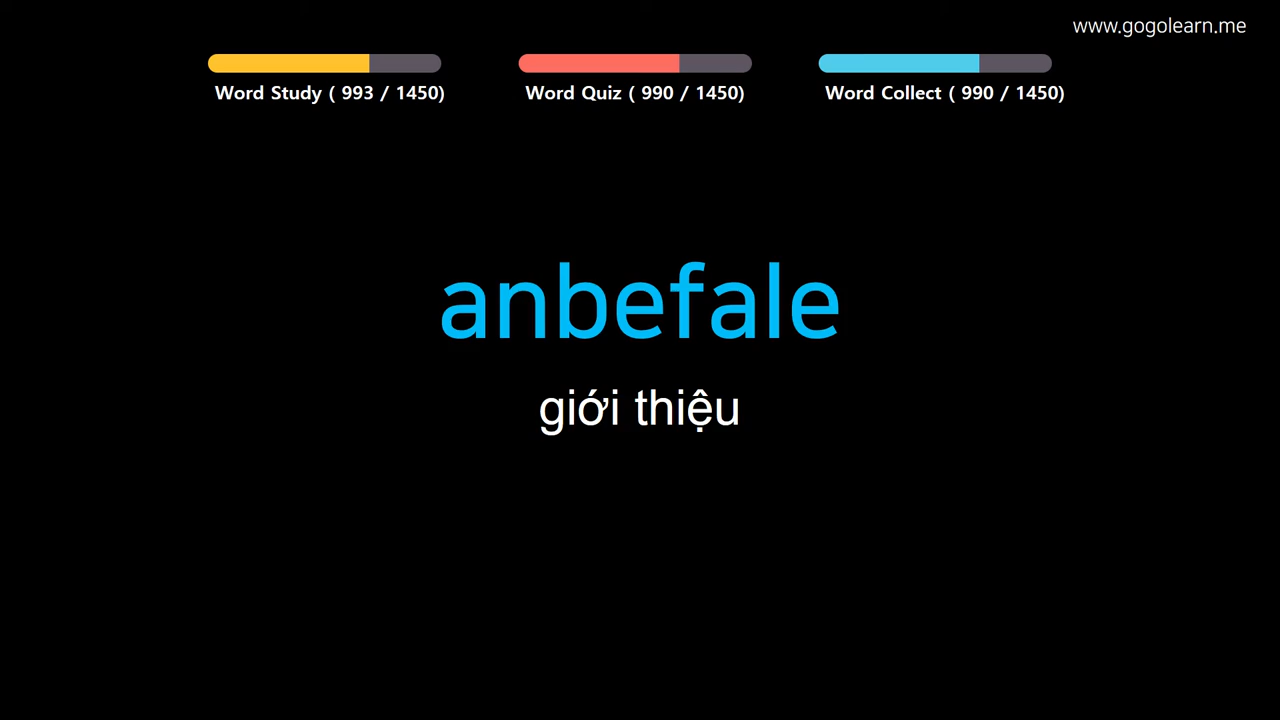 www.gogolearn.me
Word Study ( 993 / 1450)
Word Quiz ( 990 / 1450)
Word Collect ( 990 / 1450)
anbefale
giới thiệu